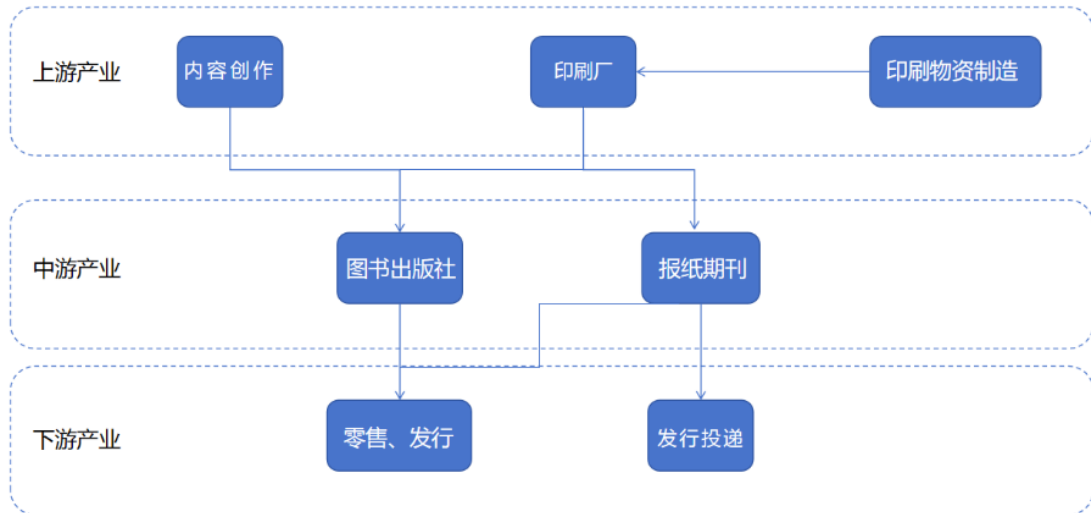 上游产业
内容创作
印刷厂
印刷物资制造
中游产业
图书出版社
报纸期刊
下游产业
零售、发行
发行投递